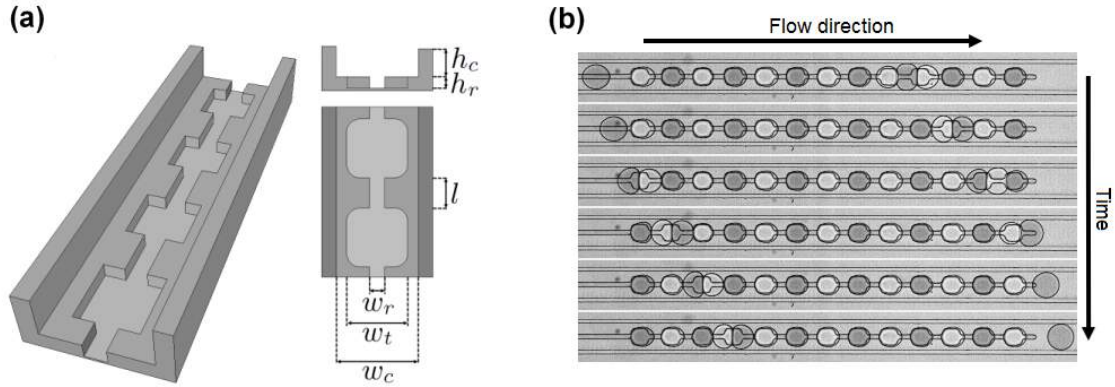 (a)
h_c
h_r
l
w_r
w_t
w_c
(b)
Flow direction
Time